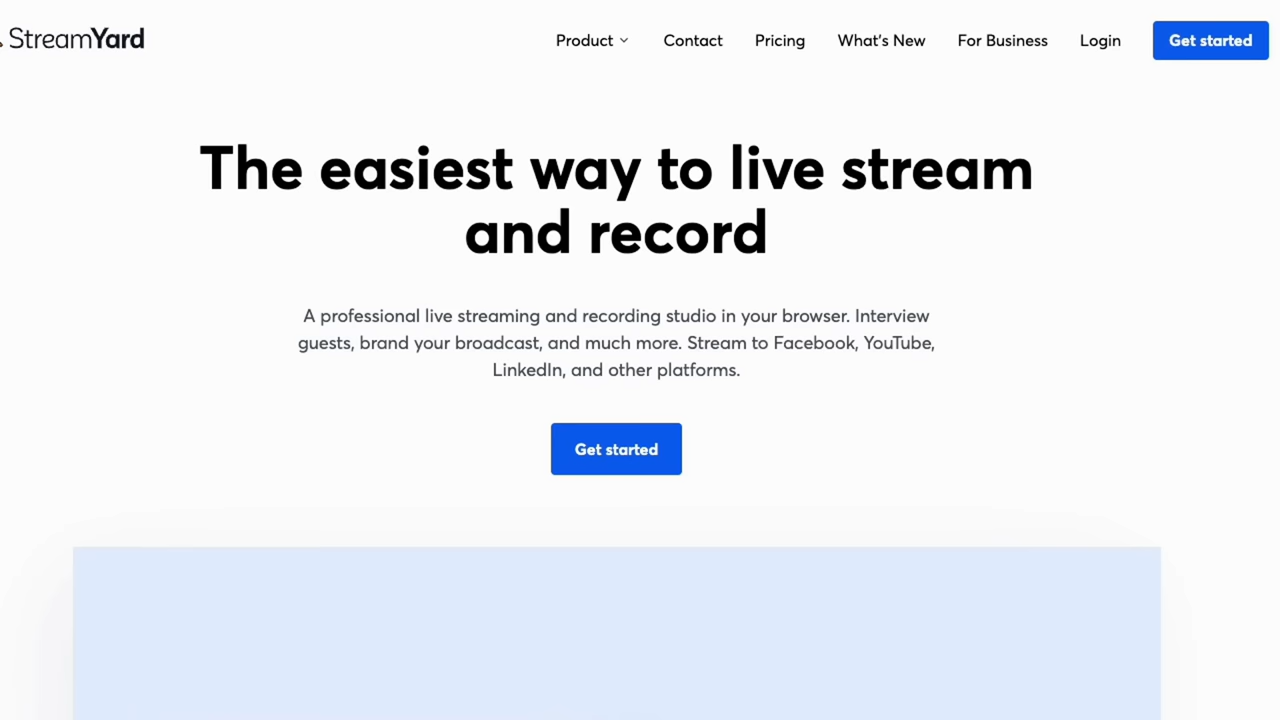 StreamYard
Product
Contact
Pricing
What's New
For Business
Login
Get started
The easiest way to live stream
and record
A professional live streaming and recording studio in your browser. Interview
guests, brand your broadcast, and much more. Stream to Facebook, YouTube,
LinkedIn, and other platforms.
Get started